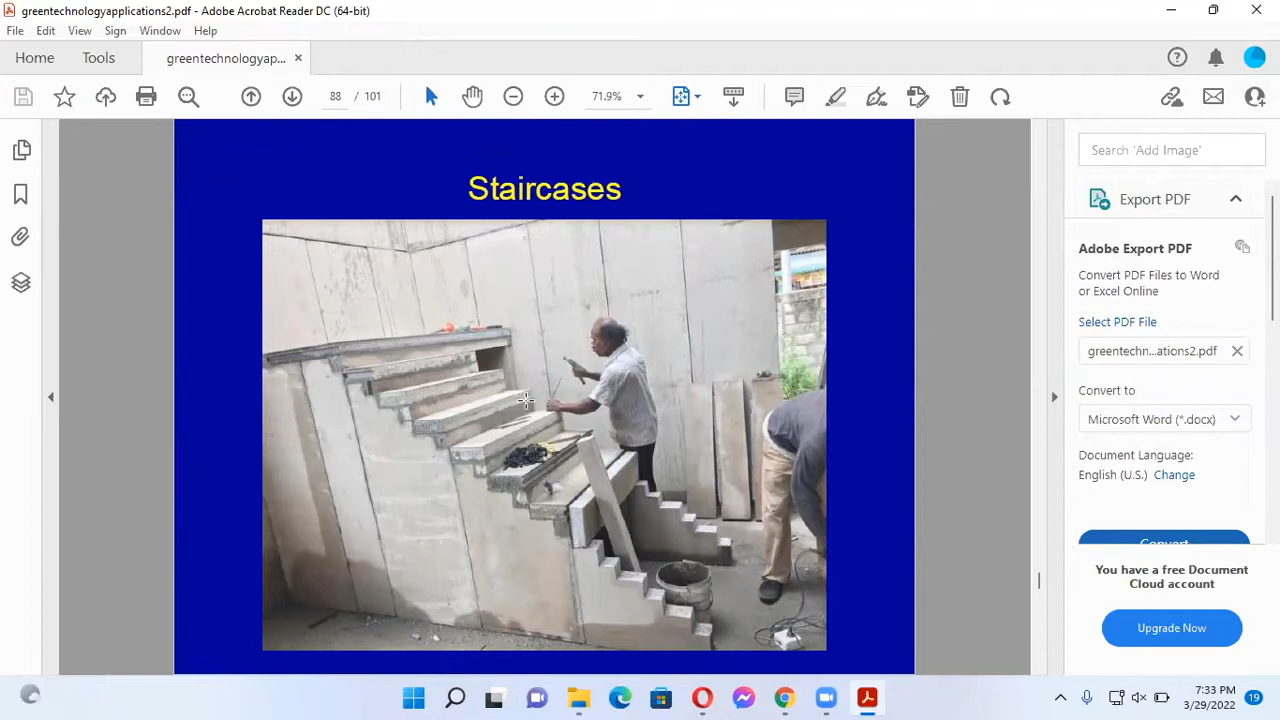 greentechnologyapplications2.pdf - Adobe Acrobat Reader DC (64-bit)
File Edit View Sign Window Help
Home Tools greentechnologyap...
88 / 101 71.9%
Staircases
Search 'Add Image'
Export PDF
Adobe Export PDF
Convert PDF Files to Word
or Excel Online
Select PDF File
greentechn...ations2.pdf
Convert to
Microsoft Word (*.docx)
Document Language:
English (U.S.) Change
Convert
You have a free Document
Cloud account
Upgrade Now
7:33 PM
3/29/2022
19